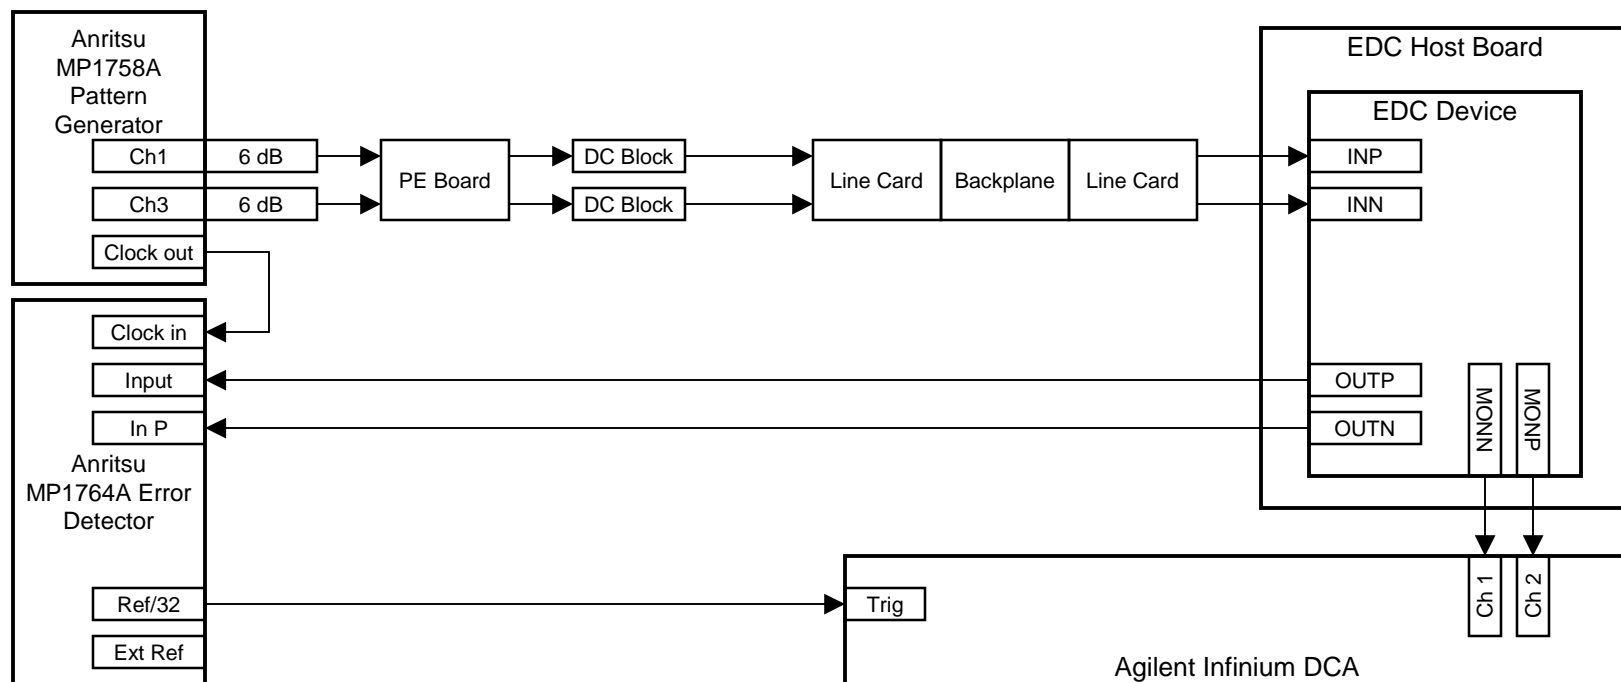 Anritsu
MP1758A
Pattern
Generator
Ch1
6 dB
Ch3
6 dB
Clock out
PE Board
DC Block
DC Block
Line Card
Backplane
Line Card
EDC Host Board
EDC Device
INP
INN
OUTP
OUTN
MONN
MONP
Clock in
Input
In P
Anritsu
MP1764A Error
Detector
Ref/32
Ext Ref
Trig
Ch 1
Ch 2
Agilent Infinium DCA